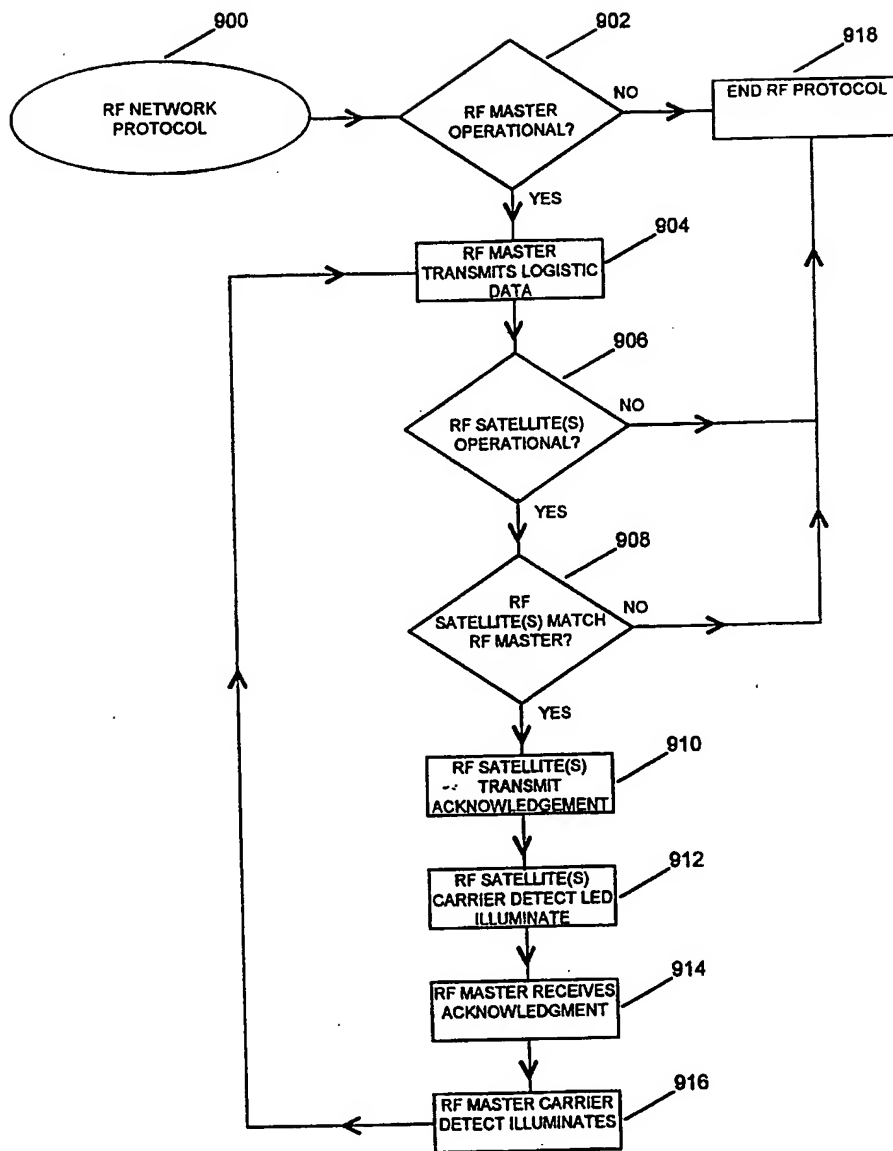 900
902
918
RF NETWORK
PROTOCOL
RF MASTER
OPERATIONAL?
NO
END RF PROTOCOL
YES
904
RF MASTER
TRANSMITS LOGISTIC
DATA
906
RF SATELLITE(S)
OPERATIONAL?
NO
YES
908
RF
SATELLITE(S) MATCH
RF MASTER?
NO
YES
910
RF SATELLITE(S)
TRANSMIT
ACKNOWLEDGEMENT
912
RF SATELLITE(S)
CARRIER DETECT LED
ILLUMINATE
914
RF MASTER RECEIVES
ACKNOWLEDGMENT
916
RF MASTER CARRIER
DETECT ILLUMINATES